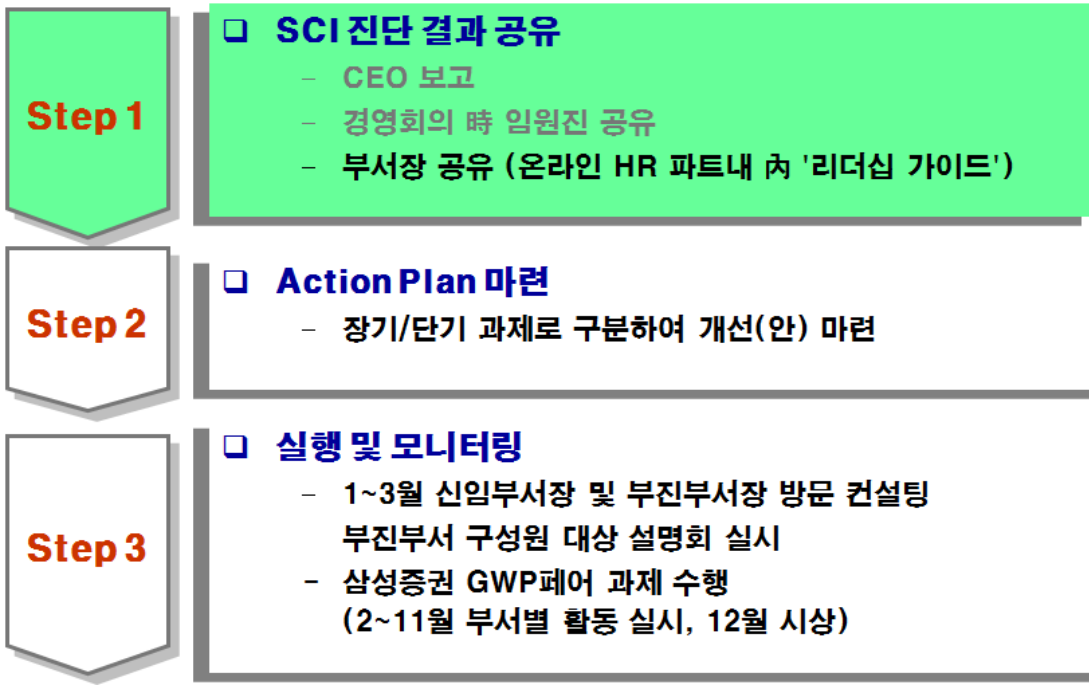 Step 1
❑ SCI 진단 결과 공유
– CEO 보고
– 경영회의 時 임원진 공유
– 부서장 공유 (온라인 HR 파트내 內 '리더십 가이드')
Step 2
❑ Action Plan 마련
– 장기/단기 과제로 구분하여 개선(안) 마련
Step 3
❑ 실행 및 모니터링
– 1~3월 신임부서장 및 부진부서장 방문 컨설팅
부진부서 구성원 대상 설명회 실시
– 삼성증권 GWP페어 과제 수행
(2~11월 부서별 활동 실시, 12월 시상)